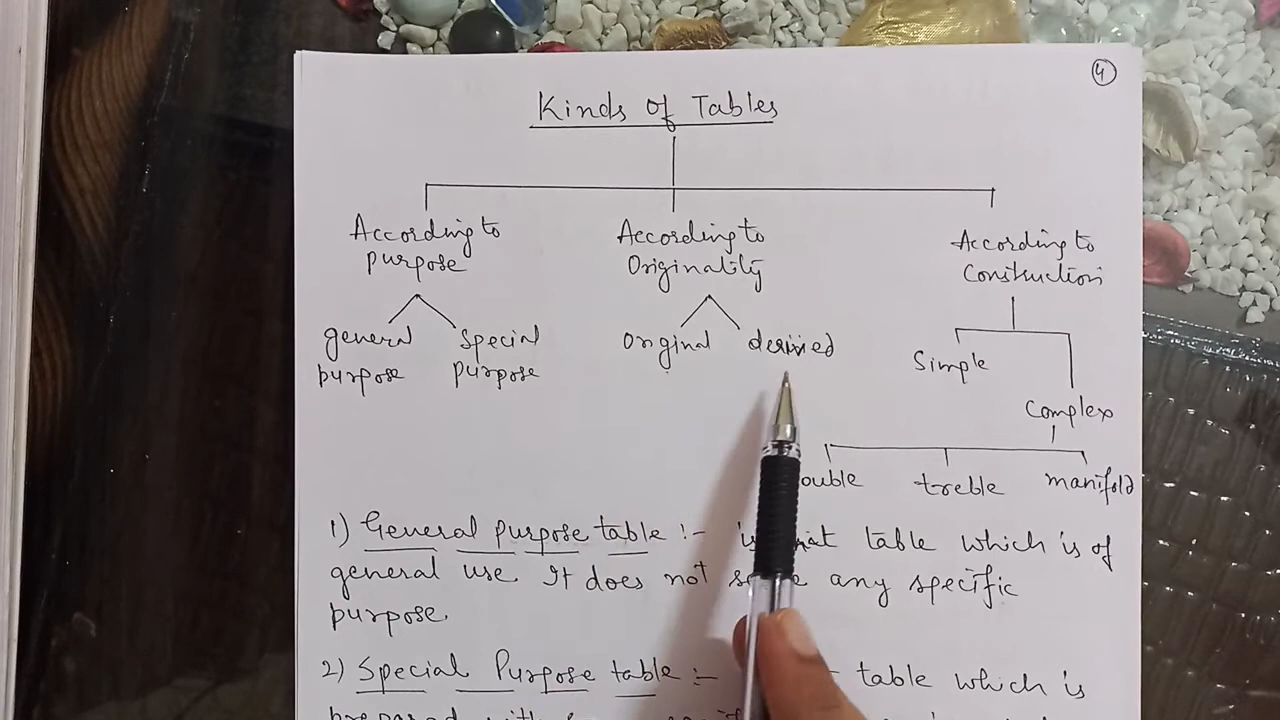 4
Kinds of Tables
According to
purpose
According to
Originality
According to
Construction
general
purpose
Special
purpose
Original
derived
Simple
Complex
treble
manifold
1) General purpose table :- is table which is of
general use. It does not any specific
purpose.
2) Special Purpose table :- table which is